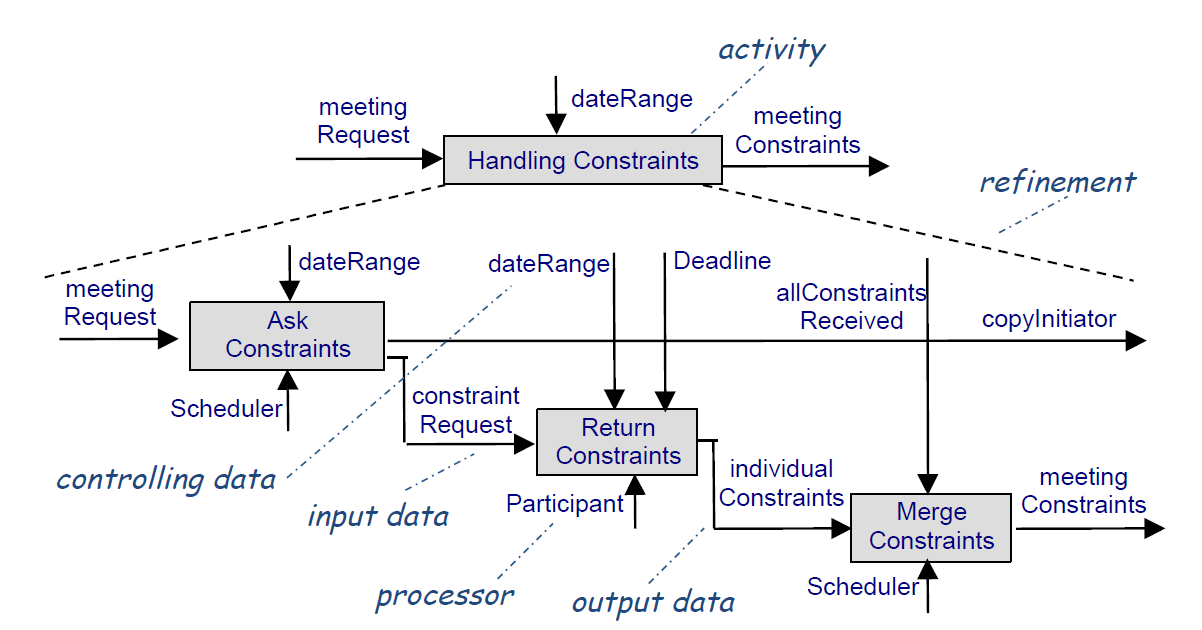 activity
dateRange
meeting
Request
Handling Constraints
meeting
Constraints
refinement
meeting
Request
dateRange
Ask
Constraints
Scheduler
dateRange
Deadline
allConstraints
Received
copyInitiator
constraint
Request
Return
Constraints
Participant
controlling data
input data
individual
Constraints
Merge
Constraints
meeting
Constraints
Scheduler
processor
output data